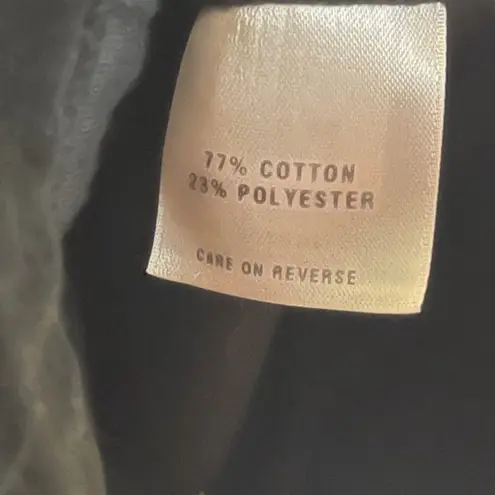 77% COTTON
23% POLYESTER
CARE ON REVERSE